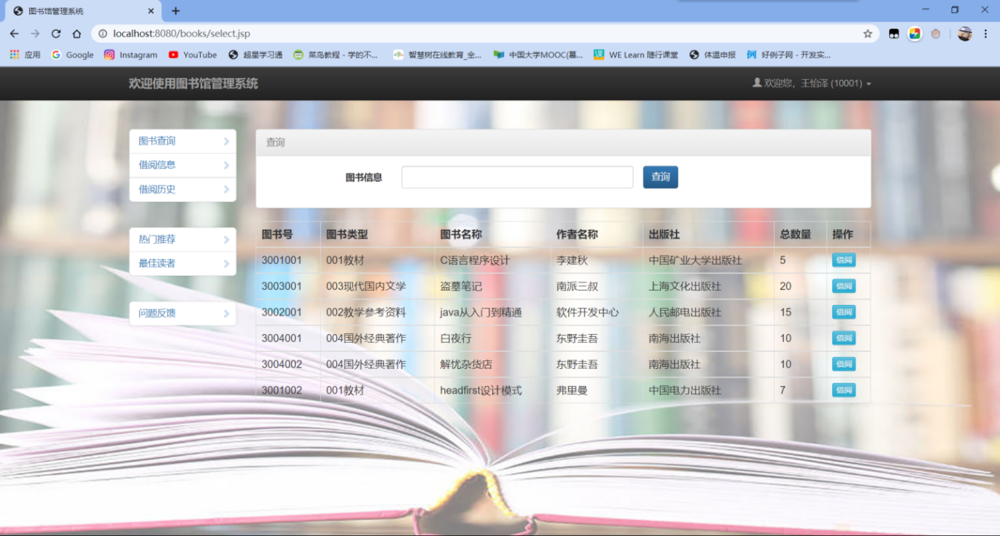 图书馆管理系统
localhost:8080/books/select.jsp
应用 Google Instagram YouTube 超星学习通 菜鸟教程 - 学的不... 智慧树在线教育_全... 中国大学MOOC(慕... WE Learn 随行课堂 体温申报 好例子网 - 开发实...
欢迎使用图书馆管理系统 欢迎您，王怡泽 (10001)
图书查询
借阅信息
借阅历史
热门推荐
最佳读者
问题反馈
查询
图书信息 查询
图书号 图书类型 图书名称 作者名称 出版社 总数量 操作
3001001 001教材 C语言程序设计 李建秋 中国矿业大学出版社 5 借阅
3003001 003现代国内文学 盗墓笔记 南派三叔 上海文化出版社 20 借阅
3002001 002教学参考资料 java从入门到精通 软件开发中心 人民邮电出版社 15 借阅
3004001 004国外经典著作 白夜行 东野圭吾 南海出版社 10 借阅
3004002 004国外经典著作 解忧杂货店 东野圭吾 南海出版社 10 借阅
3001002 001教材 headfirst设计模式 弗里曼 中国电力出版社 7 借阅